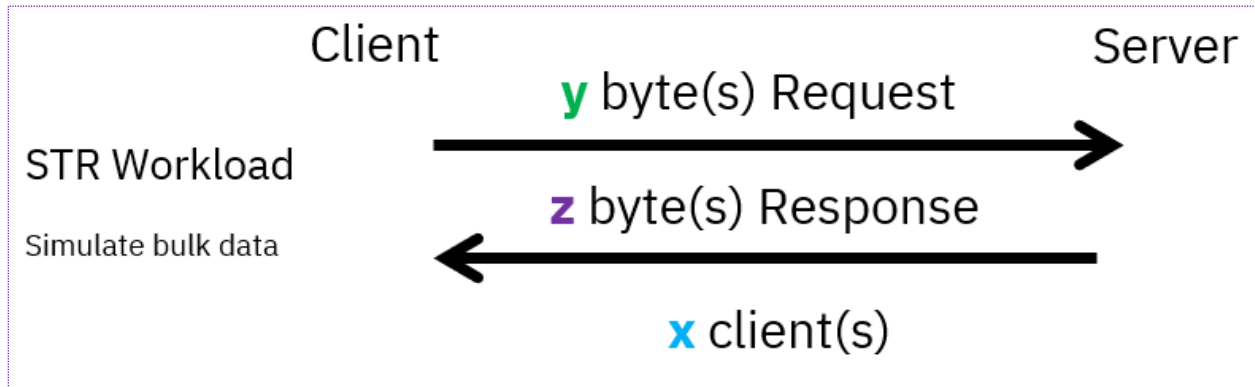 Client
Server
y byte(s) Request
STR Workload
z byte(s) Response
Simulate bulk data
x client(s)